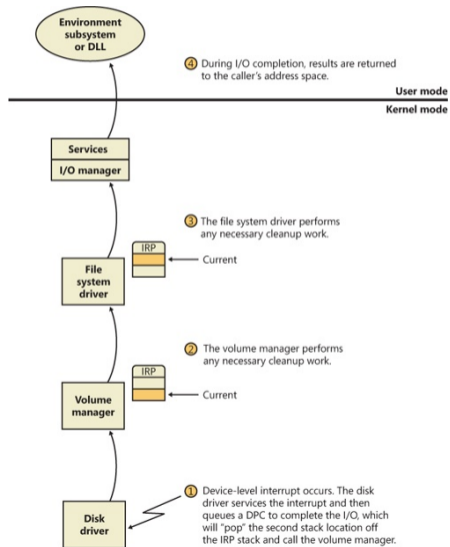 Environment
subsystem
or DLL
④ During I/O completion, results are returned
to the caller's address space.
User mode
Kernel mode
Services
I/O manager
③ The file system driver performs
any necessary cleanup work.
IRP
Current
File
system
driver
② The volume manager performs
any necessary cleanup work.
IRP
Current
Volume
manager
① Device-level interrupt occurs. The disk
driver services the interrupt and then
queues a DPC to complete the I/O, which
will "pop" the second stack location off
the IRP stack and call the volume manager.
Disk
driver